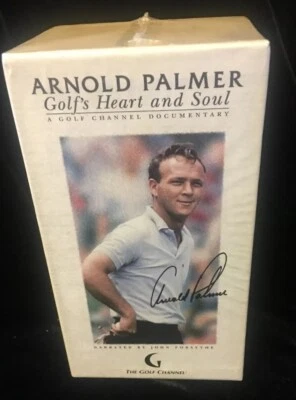 ARNOLD PALMER
Golf's Heart and Soul
A GOLF CHANNEL DOCUMENTARY
Arnold Palmer
NARRATED BY JOHN FORSYTHE
G
THE GOLF CHANNEL